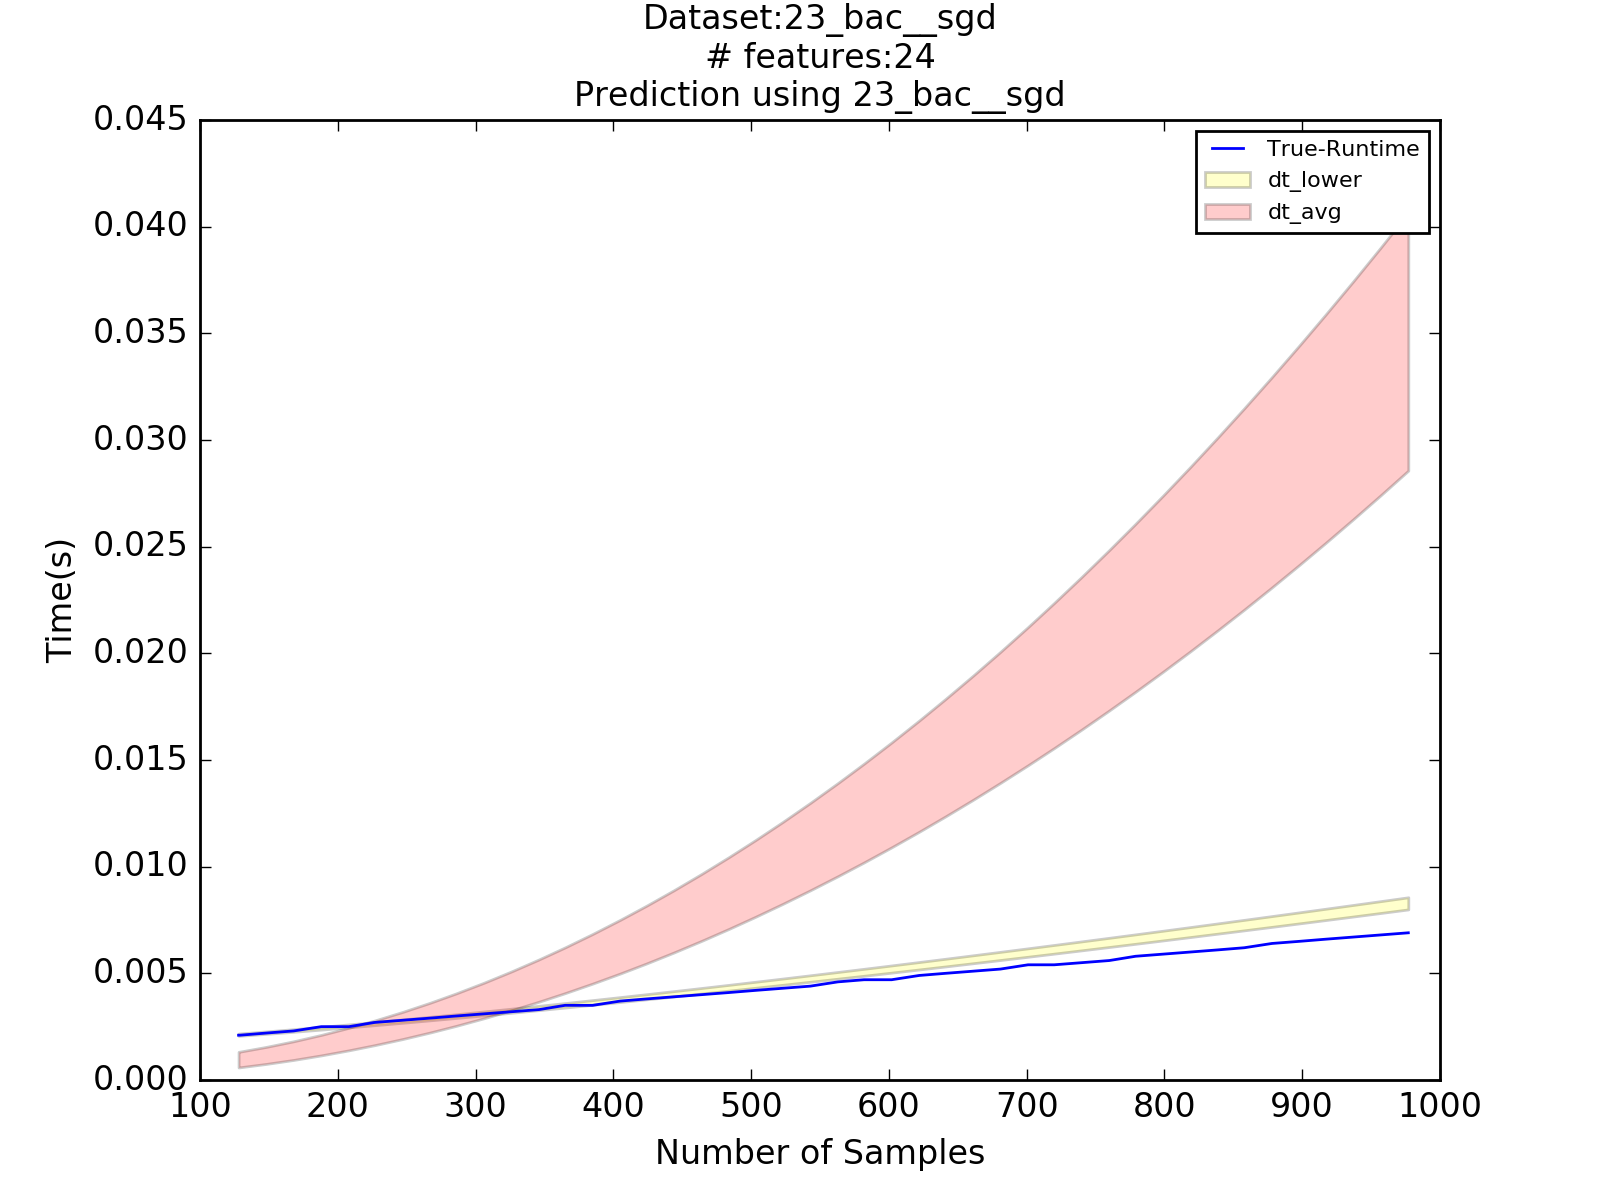 Dataset:23_bac__sgd
# features:24
Prediction using 23_bac__sgd
0.045
0.040
0.035
0.030
0.025
0.020
0.015
0.010
0.005
0.000
Time(s)
True-Runtime
dt_lower
dt_avg
100 200 300 400 500 600 700 800 900 1000
Number of Samples